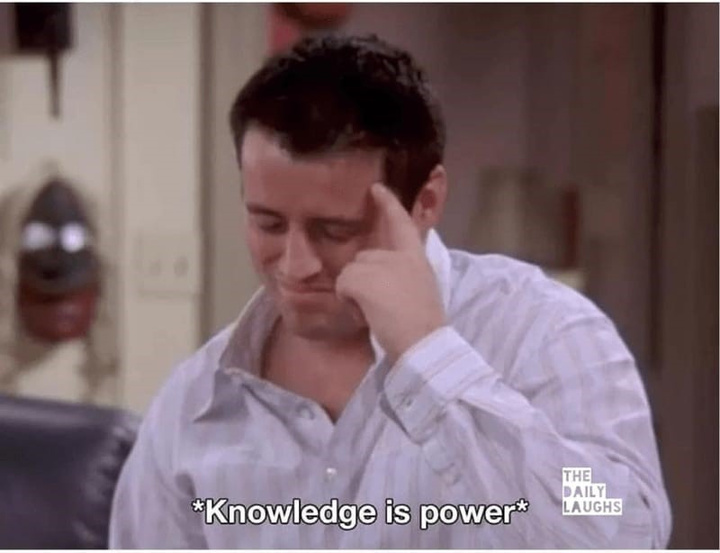 *Knowledge is power*
THE
DAILY
LAUGHS